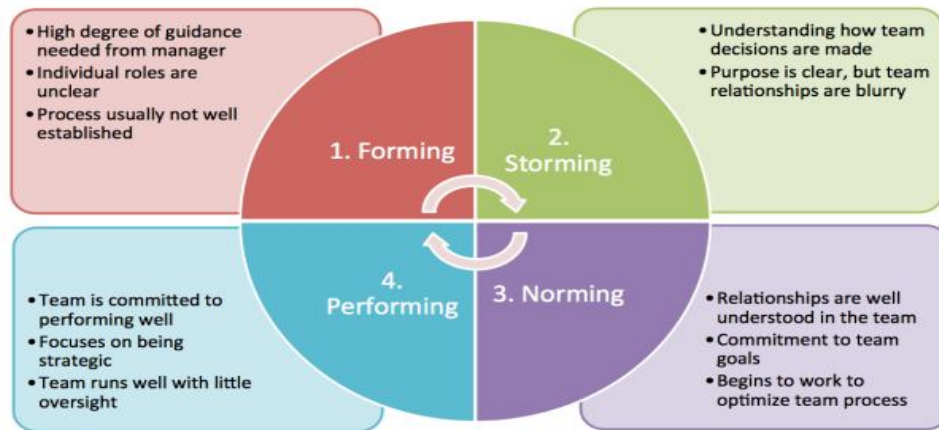 • High degree of guidance
needed from manager
• Individual roles are
unclear
• Process usually not well
established
1. Forming
• Understanding how team
decisions are made
• Purpose is clear, but team
relationships are blurry
2.
Storming
• Relationships are well
understood in the team
• Commitment to team
goals
• Begins to work to
optimize team process
3. Norming
• Team is committed to
performing well
• Focuses on being
strategic
• Team runs well with little
oversight
4.
Performing